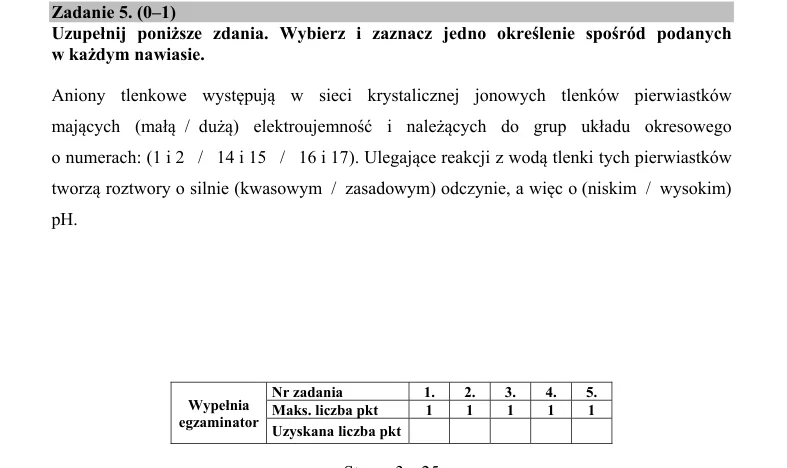 Zadanie 5. (0–1)
Uzupełnij poniższe zdania. Wybierz i zaznacz jedno określenie spośród podanych
w każdym nawiasie.
Aniony tlenkowe występują w sieci krystalicznej jonowych tlenków pierwiastków
mających (małą / dużą) elektroujemność i należących do grup układu okresowego
o numerach: (1 i 2 / 14 i 15 / 16 i 17). Ulegające reakcji z wodą tlenki tych pierwiastków
tworzą roztwory o silnie (kwasowym / zasadowym) odczynie, a więc o (niskim / wysokim)
pH.
Wypełnia egzaminator
Nr zadania 1. 2. 3. 4. 5.
Maks. liczba pkt 1 1 1 1 1
Uzyskana liczba pkt